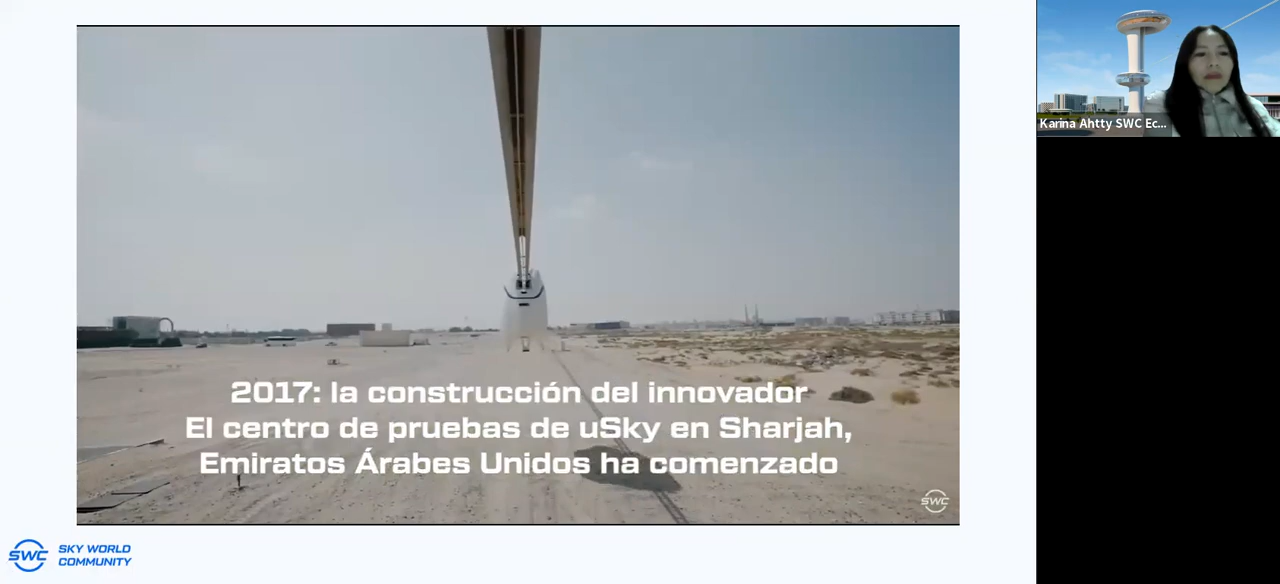 2017: la construcción del innovador
El centro de pruebas de uSky en Sharjah,
Emiratos Árabes Unidos ha comenzado
SWC
SWC SKY WORLD
COMMUNITY
Karina Ahtty SWC Ec...